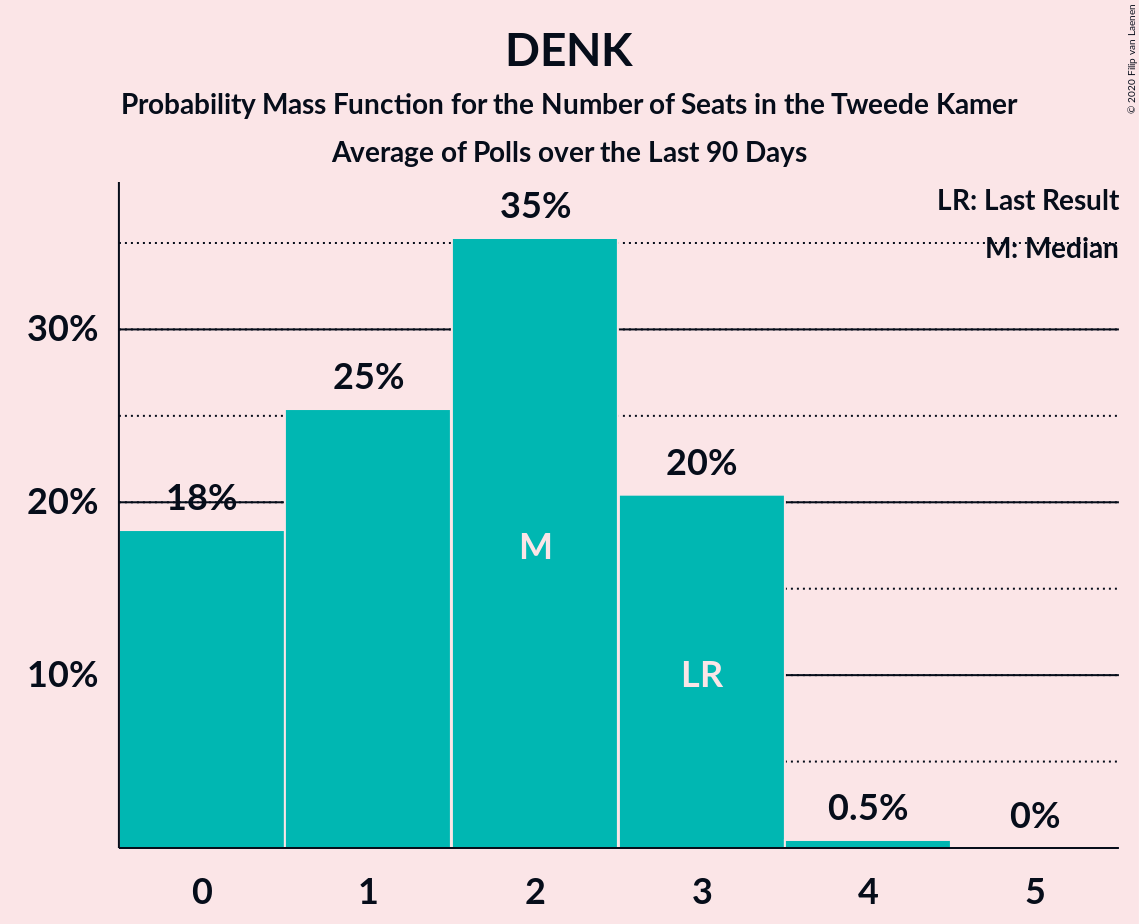 DENK
Probability Mass Function for the Number of Seats in the Tweede Kamer
Average of Polls over the Last 90 Days
© 2020 Filip van Laenen
LR: Last Result
M: Median
35%
30%
25%
20%
18%
20%
M
LR
10%
0.5%
0%
0 1 2 3 4 5